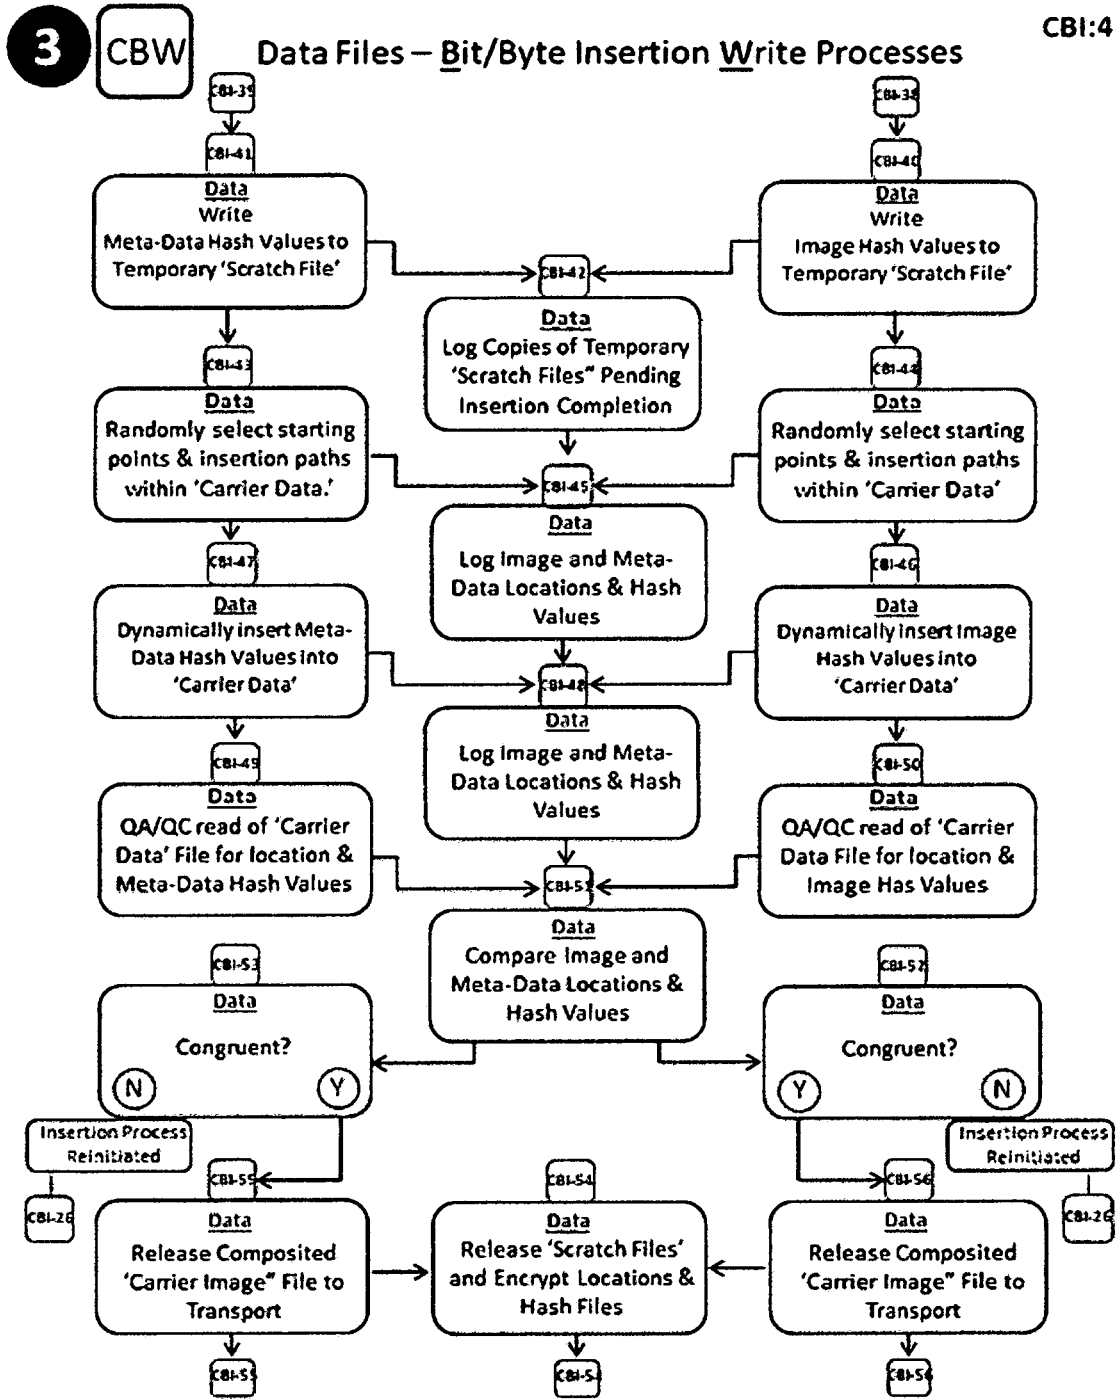 3
CBW
Data Files – Bit/Byte Insertion Write Processes
CBI:4
CBI-39
CBI-38
CBI-41
CBI-40
Data
Write
Meta-Data Hash Values to
Temporary 'Scratch File'
Data
Write
Image Hash Values to
Temporary 'Scratch File'
CBI-42
Data
Log Copies of Temporary
'Scratch Files" Pending
Insertion Completion
CBI-43
Data
Randomly select starting
points & insertion paths
within 'Carrier Data.'
CBI-44
Data
Randomly select starting
points & insertion paths
within 'Carrier Data'
CBI-45
Data
Log Image and Meta-
Data Locations & Hash
Values
CBI-47
Data
Dynamically insert Meta-
Data Hash Values into
'Carrier Data'
CBI-46
Data
Dynamically insert Image
Hash Values into
'Carrier Data'
CBI-48
Data
Log Image and Meta-
Data Locations & Hash
Values
CBI-49
Data
QA/QC read of 'Carrier
Data' File for location &
Meta-Data Hash Values
CBI-50
Data
QA/QC read of 'Carrier
Data File for location &
Image Has Values
CBI-51
Data
Compare Image and
Meta-Data Locations &
Hash Values
CBI-53
Data
Congruent?
N
Y
CBI-52
Data
Congruent?
Y
N
Insertion Process
Reinitiated
CBI-26
Insertion Process
Reinitiated
CBI-26
CBI-55
Data
Release Composited
'Carrier Image" File to
Transport
CBI-54
Data
Release 'Scratch Files'
and Encrypt Locations &
Hash Files
CBI-56
Data
Release Composited
'Carrier Image" File to
Transport
CBI-55